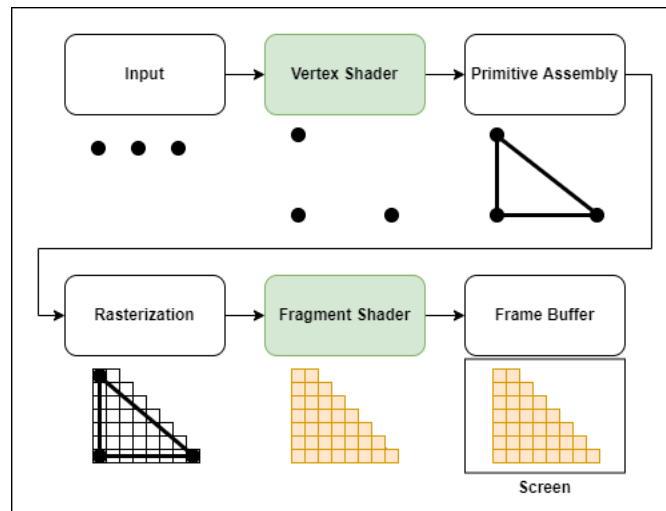 Input
Vertex Shader
Primitive Assembly
Rasterization
Fragment Shader
Frame Buffer
Screen